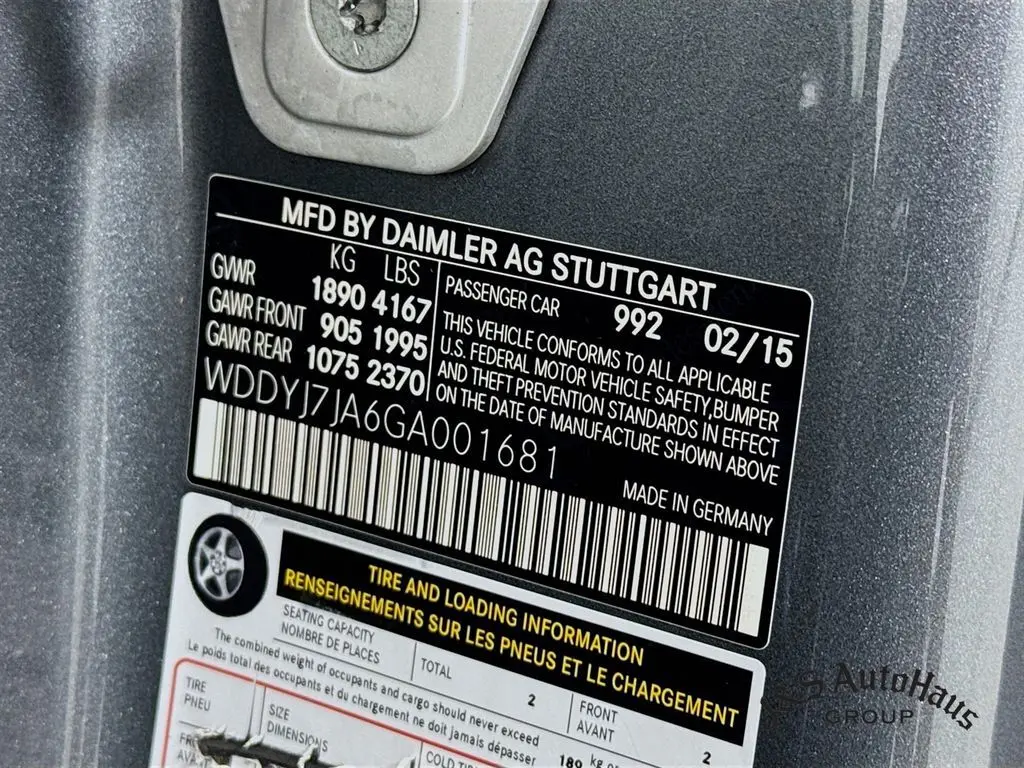 MFD BY DAIMLER AG STUTTGART
KG LBS
GVWR 1890 4167
GAWR FRONT 905 1995
GAWR REAR 1075 2370
PASSENGER CAR 992 02/15
THIS VEHICLE CONFORMS TO ALL APPLICABLE
U.S. FEDERAL MOTOR VEHICLE SAFETY,BUMPER
AND THEFT PREVENTION STANDARDS IN EFFECT
ON THE DATE OF MANUFACTURE SHOWN ABOVE
WDDYJ7JA6GA001681
MADE IN GERMANY
TIRE AND LOADING INFORMATION
RENSEIGNEMENTS SUR LES PNEUS ET LE CHARGEMENT
SEATING CAPACITY
NOMBRE DE PLACES
TOTAL 2
FRONT
AVANT 2
The combined weight of occupants and cargo should never exceed
Le poids total des occupants et du chargement ne doit jamais dépasser
189 kg
TIRE
PNEU
SIZE
DIMENSIONS
COLD
AutoHaus
GROUP